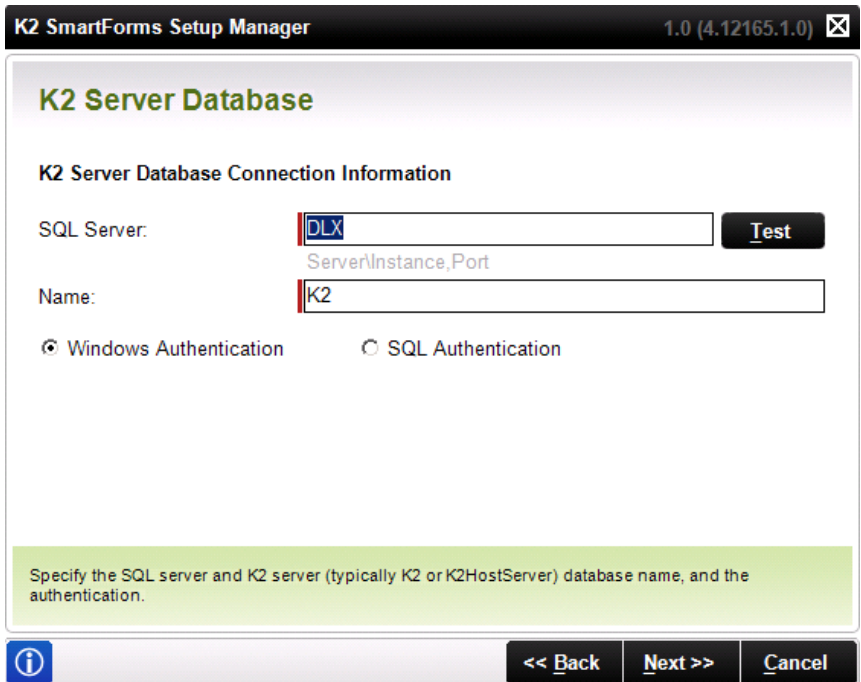 K2 SmartForms Setup Manager 1.0 (4.12165.1.0)
K2 Server Database
K2 Server Database Connection Information
SQL Server: DLX Test
Server\Instance,Port
Name: K2
Windows Authentication SQL Authentication
Specify the SQL server and K2 server (typically K2 or K2HostServer) database name, and the
authentication.
<< Back Next >> Cancel